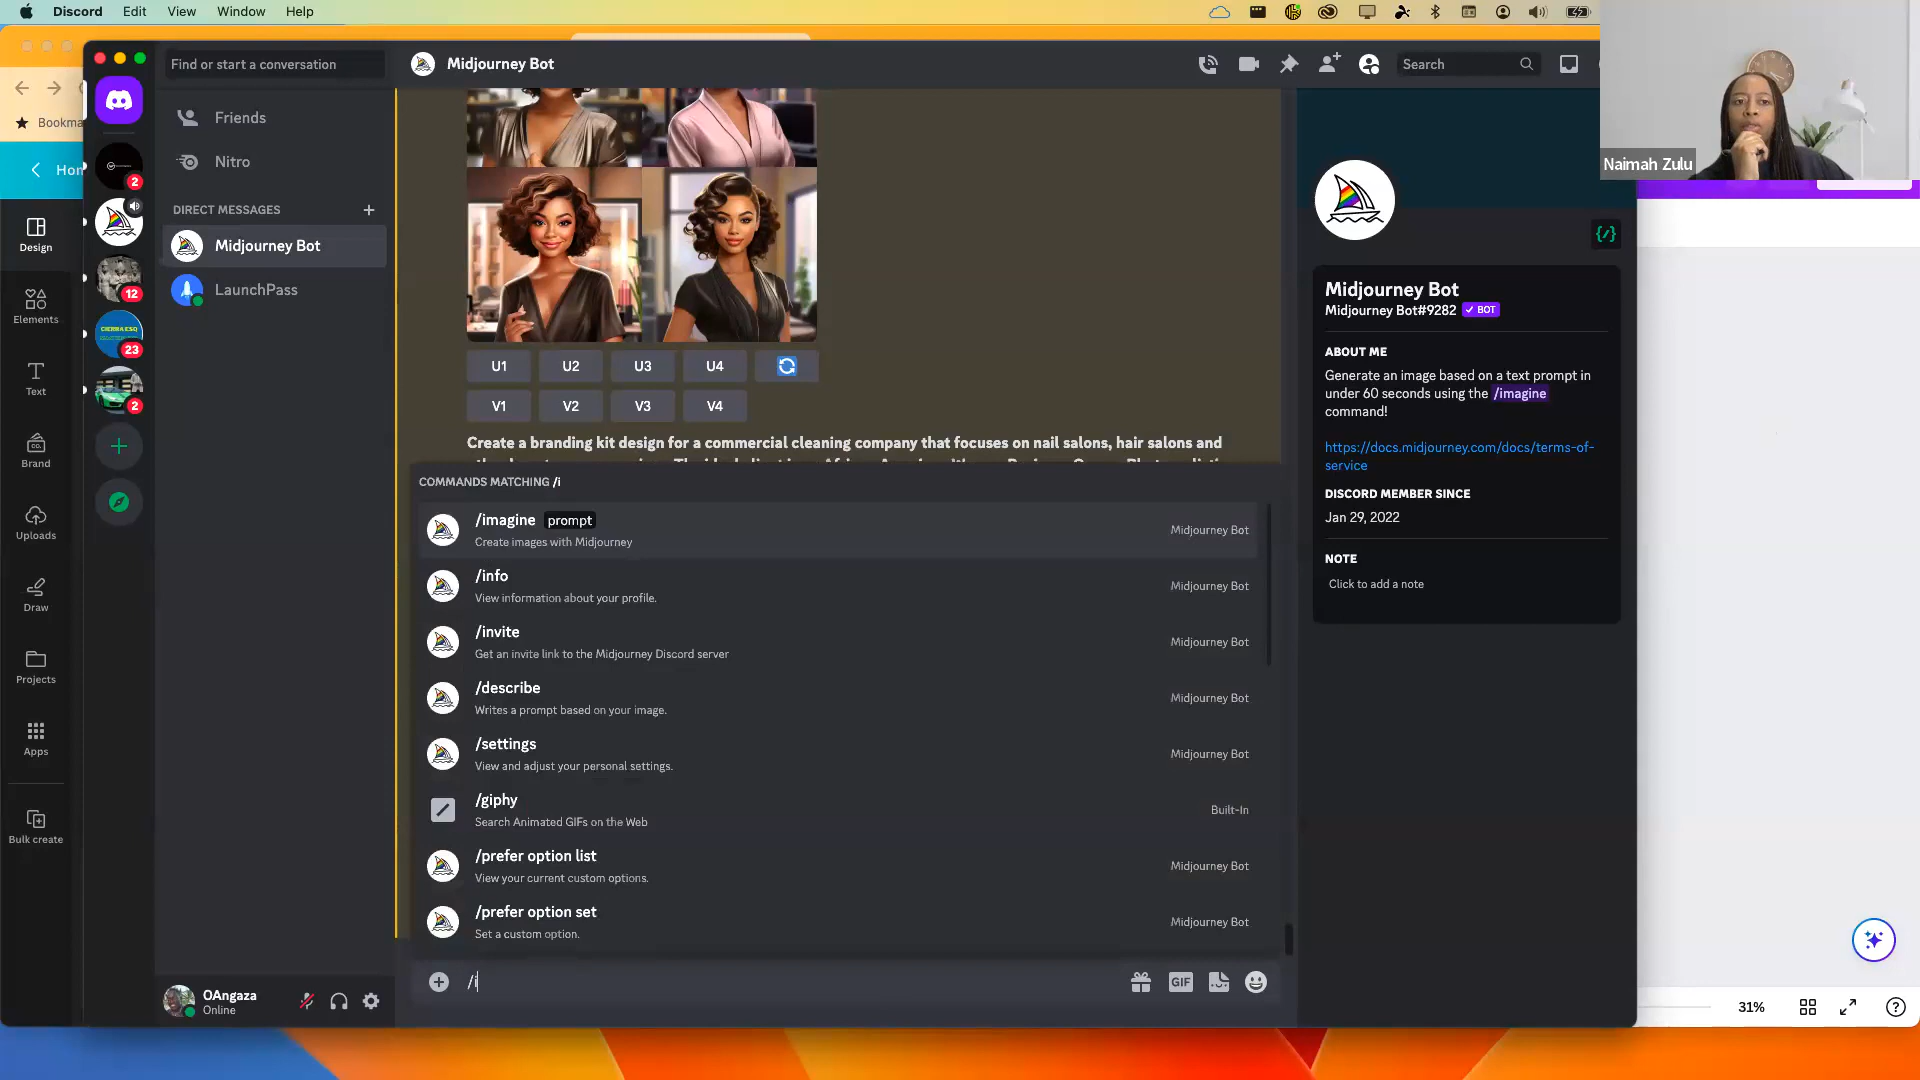 Discord Edit View Window Help
Find or start a conversation
Midjourney Bot
Search
Naimah Zulu
Friends
Nitro
DIRECT MESSAGES
Midjourney Bot
LaunchPass
Bookma
Hon
Design
Elements
Text
Brand
Uploads
Draw
Projects
Apps
Bulk create
2
12
CIERRA ESQ
23
2
U1 U2 U3 U4
V1 V2 V3 V4
Create a branding kit design for a commercial cleaning company that focuses on nail salons, hair salons and
COMMANDS MATCHING /i
/imagine prompt
Create images with Midjourney
Midjourney Bot
/info
View information about your profile.
Midjourney Bot
/invite
Get an invite link to the Midjourney Discord server
Midjourney Bot
/describe
Writes a prompt based on your image.
Midjourney Bot
/settings
View and adjust your personal settings.
Midjourney Bot
/giphy
Search Animated GIFs on the Web
Built-In
/prefer option list
View your current custom options.
Midjourney Bot
/prefer option set
Set a custom option.
Midjourney Bot
/i
GIF
OAngaza
Online
Midjourney Bot
Midjourney Bot#9282 BOT
ABOUT ME
Generate an image based on a text prompt in
under 60 seconds using the /imagine
command!
https://docs.midjourney.com/docs/terms-of-
service
DISCORD MEMBER SINCE
Jan 29, 2022
NOTE
Click to add a note
31%